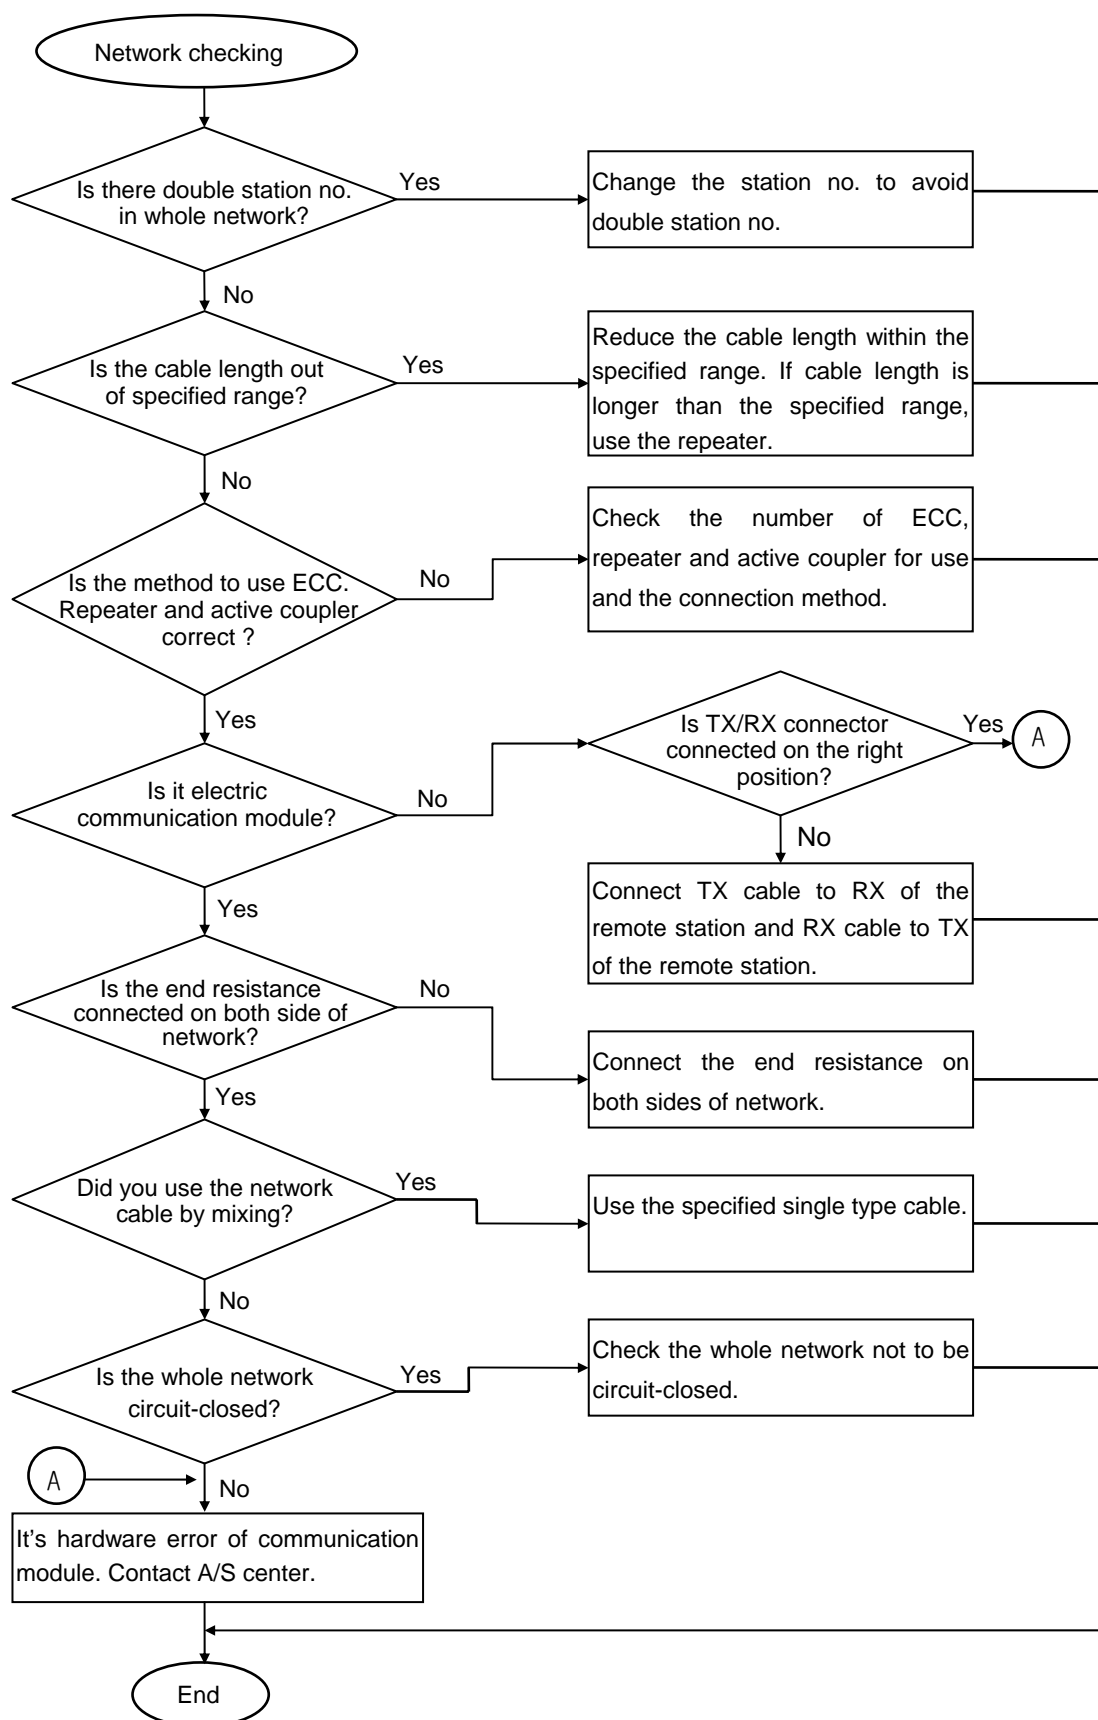 Network checking
Is there double station no.
in whole network?
Yes
Change the station no. to avoid
double station no.
No
Is the cable length out
of specified range?
Yes
Reduce the cable length within the
specified range. If cable length is
longer than the specified range,
use the repeater.
No
Is the method to use ECC.
Repeater and active coupler
correct ?
No
Check the number of ECC,
repeater and active coupler for use
and the connection method.
Yes
Is it electric
communication module?
No
Is TX/RX connector
connected on the right
position?
Yes
A
No
Connect TX cable to RX of the
remote station and RX cable to TX
of the remote station.
Yes
Is the end resistance
connected on both side of
network?
No
Connect the end resistance on
both sides of network.
Yes
Did you use the network
cable by mixing?
Yes
Use the specified single type cable.
No
Is the whole network
circuit-closed?
Yes
Check the whole network not to be
circuit-closed.
A
No
It's hardware error of communication
module. Contact A/S center.
End